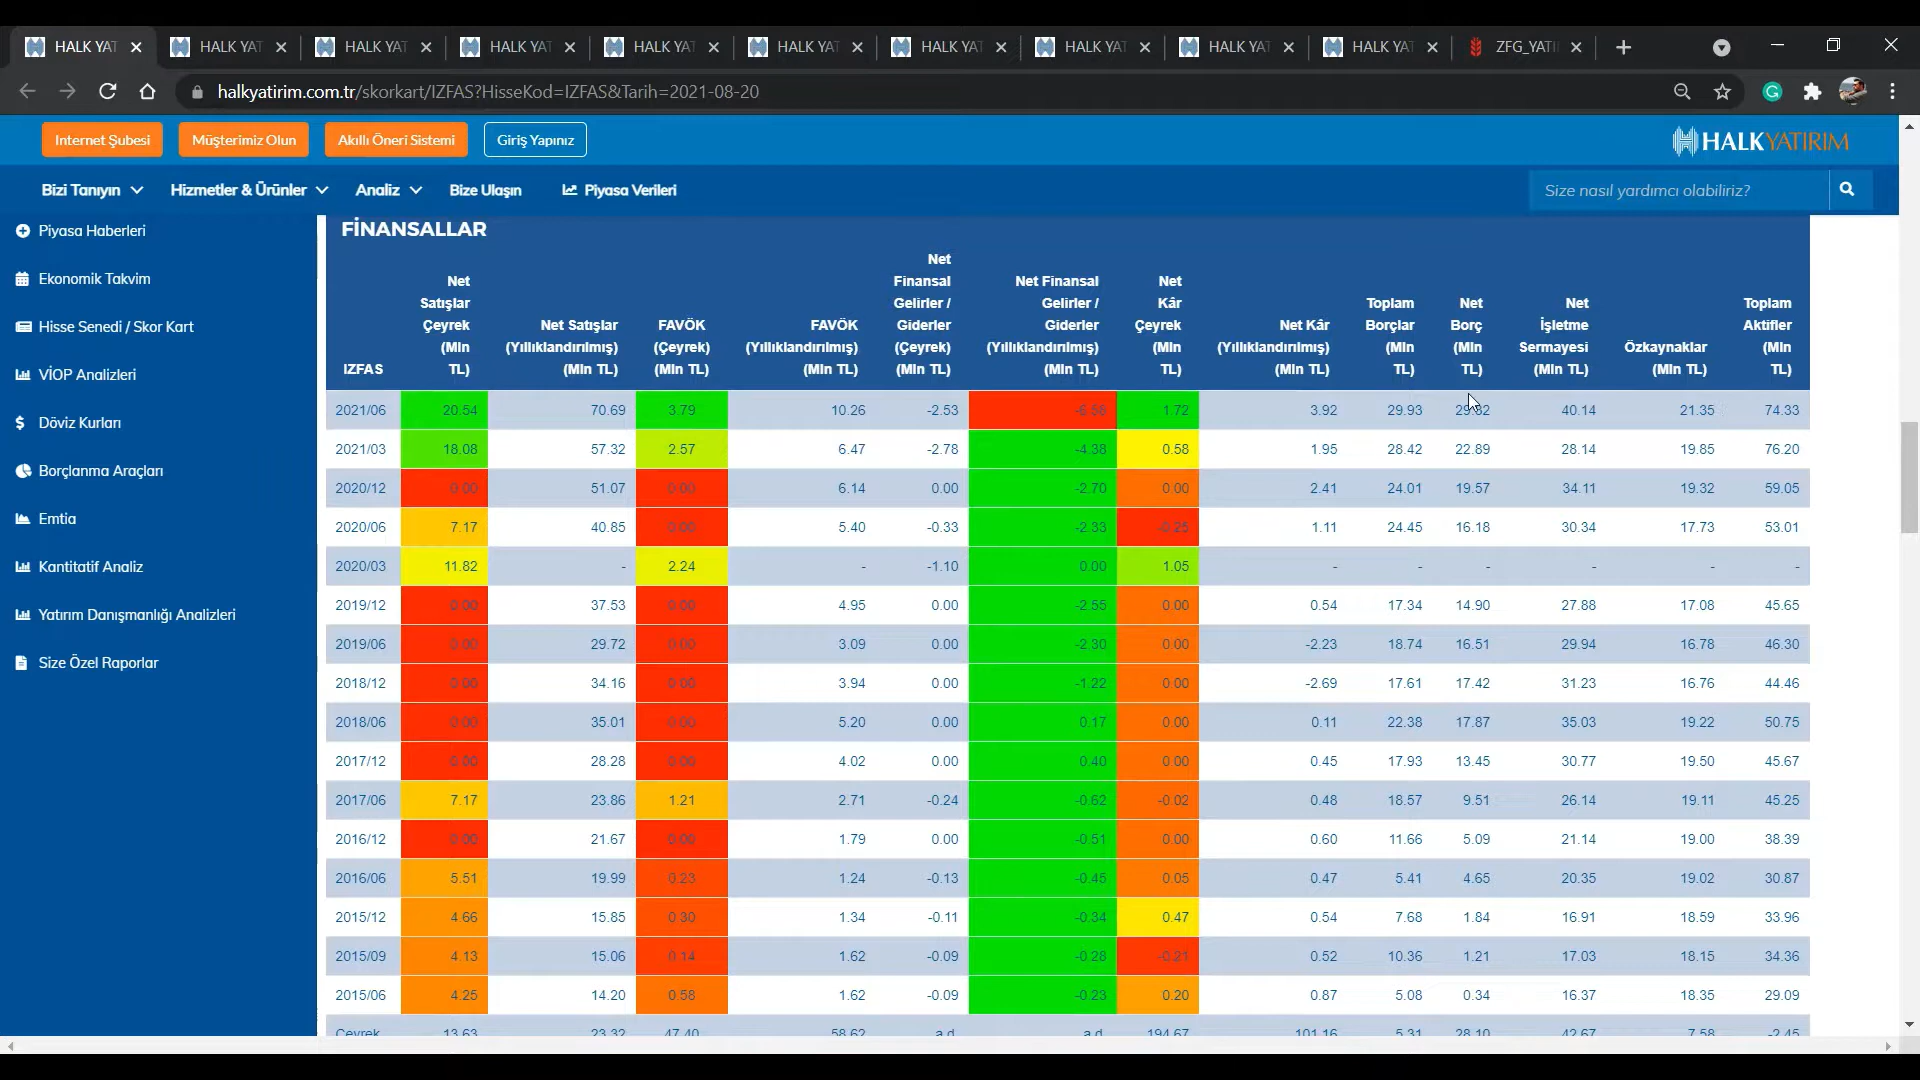 HALK YAT
HALK YAT
HALK YAT
HALK YAT
HALK YAT
HALK YAT
HALK YAT
HALK YAT
HALK YAT
HALK YAT
ZFG_YATI
halkyatirim.com.tr/skorkart/IZFAS?HisseKod=IZFAS&Tarih=2021-08-20
Internet Şubesi
Müşterimiz Olun
Akıllı Öneri Sistemi
Giriş Yapınız
HALKYATIRIM
Bizi Tanıyın
Hizmetler & Ürünler
Analiz
Bize Ulaşın
Piyasa Verileri
Size nasıl yardımcı olabiliriz?
Piyasa Haberleri
Ekonomik Takvim
Hisse Senedi / Skor Kart
VİOP Analizleri
Döviz Kurları
Borçlanma Araçları
Emtia
Kantitatif Analiz
Yatırım Danışmanlığı Analizleri
Size Özel Raporlar
FİNANSALLAR
IZFAS
Net
Satışlar
Çeyrek
(Mln
TL)
Net Satışlar
(Yıllıklandırılmış)
(Mln TL)
FAVÖK
(Çeyrek)
(Mln TL)
FAVÖK
(Yıllıklandırılmış)
(Mln TL)
Net
Finansal
Gelirler /
Giderler
(Çeyrek)
(Mln TL)
Net Finansal
Gelirler /
Giderler
(Yıllıklandırılmış)
(Mln TL)
Net
Kâr
Çeyrek
(Mln
TL)
Net Kâr
(Yıllıklandırılmış)
(Mln TL)
Toplam
Borçlar
(Mln
TL)
Net
Borç
(Mln
TL)
Net
İşletme
Sermayesi
(Mln TL)
Özkaynaklar
(Mln TL)
Toplam
Aktifler
(Mln
TL)
2021/06 20.54 70.69 3.79 10.26 -2.53 -6.56 1.72 3.92 29.93 40.14 21.35 74.33
2021/03 18.08 57.32 2.57 6.47 -2.78 -4.38 0.58 1.95 28.42 22.89 28.14 19.85 76.20
2020/12 0.00 51.07 0.00 6.14 0.00 -2.70 0.00 2.41 24.01 19.57 34.11 19.32 59.05
2020/06 7.17 40.85 0.00 5.40 -0.33 -2.33 -0.25 1.11 24.45 16.18 30.34 17.73 53.01
2020/03 11.82 - 2.24 - -1.10 0.00 1.05 - - - - - -
2019/12 0.00 37.53 0.00 4.95 0.00 -2.55 0.00 0.54 17.34 14.90 27.88 17.08 45.65
2019/06 0.00 29.72 0.00 3.09 0.00 -2.30 0.00 -2.23 18.74 16.51 29.94 16.78 46.30
2018/12 0.00 34.16 0.00 3.94 0.00 -1.22 0.00 -2.69 17.61 17.42 31.23 16.76 44.46
2018/06 0.00 35.01 0.00 5.20 0.00 0.17 0.00 0.11 22.38 17.87 35.03 19.22 50.75
2017/12 0.00 28.28 0.00 4.02 0.00 0.40 0.00 0.45 17.93 13.45 30.77 19.50 45.67
2017/06 7.17 23.86 1.21 2.71 -0.24 -0.62 -0.02 0.48 18.57 9.51 26.14 19.11 45.25
2016/12 0.00 21.67 0.00 1.79 0.00 -0.51 0.00 0.60 11.66 5.09 21.14 19.00 38.39
2016/06 5.51 19.99 0.23 1.24 -0.13 -0.45 0.05 0.47 5.41 4.65 20.35 19.02 30.87
2015/12 4.66 15.85 0.30 1.34 -0.11 -0.34 0.47 0.54 7.68 1.84 16.91 18.59 33.96
2015/09 4.13 15.06 0.14 1.62 -0.09 -0.28 -0.21 0.52 10.36 1.21 17.03 18.15 34.36
2015/06 4.25 14.20 0.58 1.62 -0.09 -0.23 0.20 0.87 5.08 0.34 16.37 18.35 29.09
Çeyrek 13.63 23.32 47.40 58.62 a.d. a.d. 194.67 101.16 5.31 28.10 42.67 7.58 -2.45